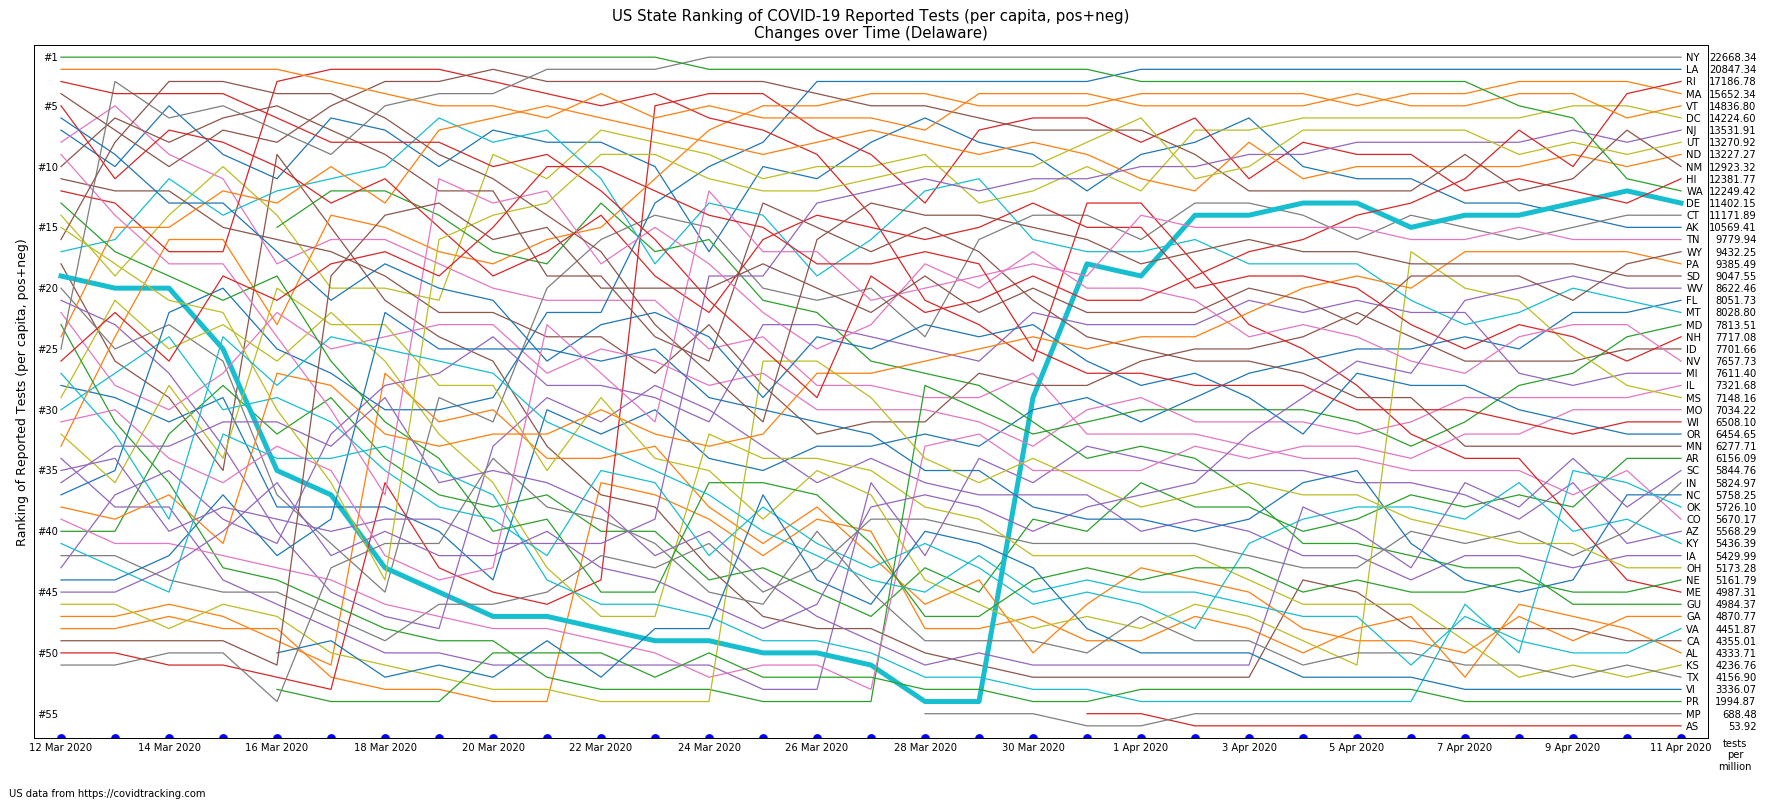 US State Ranking of COVID-19 Reported Tests (per capita, pos+neg)
Changes over Time (Delaware)
Ranking of Reported Tests (per capita, pos+neg)
#1
#5
#10
#15
#20
#25
#30
#35
#40
#45
#50
#55
NY 22668.34
LA 20847.34
RI 17186.78
MA 15652.34
VT 14836.80
DC 14224.60
NJ 13531.91
UT 13270.92
ND 13227.27
NM 12923.32
HI 12381.77
WA 12249.42
DE 11402.15
CT 11171.89
AK 10569.41
TN 9779.94
WY 9432.25
PA 9385.49
SD 9047.55
WV 8622.46
FL 8051.73
MT 8028.80
MD 7813.51
NH 7717.08
ID 7701.66
NV 7657.73
MI 7611.40
IL 7321.68
MS 7148.16
MO 7034.22
WI 6508.10
OR 6454.65
MN 6277.71
AR 6156.09
SC 5844.76
IN 5824.97
NC 5758.25
OK 5726.10
CO 5670.17
AZ 5568.29
KY 5436.39
IA 5429.99
OH 5173.28
NE 5161.79
ME 4987.31
GU 4984.37
GA 4870.77
VA 4451.87
CA 4355.01
AL 4333.71
KS 4236.76
TX 4156.90
VI 3336.07
PR 1994.87
MP 688.48
AS 53.92
12 Mar 2020 14 Mar 2020 16 Mar 2020 18 Mar 2020 20 Mar 2020 22 Mar 2020 24 Mar 2020 26 Mar 2020 28 Mar 2020 30 Mar 2020 1 Apr 2020 3 Apr 2020 5 Apr 2020 7 Apr 2020 9 Apr 2020 11 Apr 2020
tests
per
million
US data from https://covidtracking.com